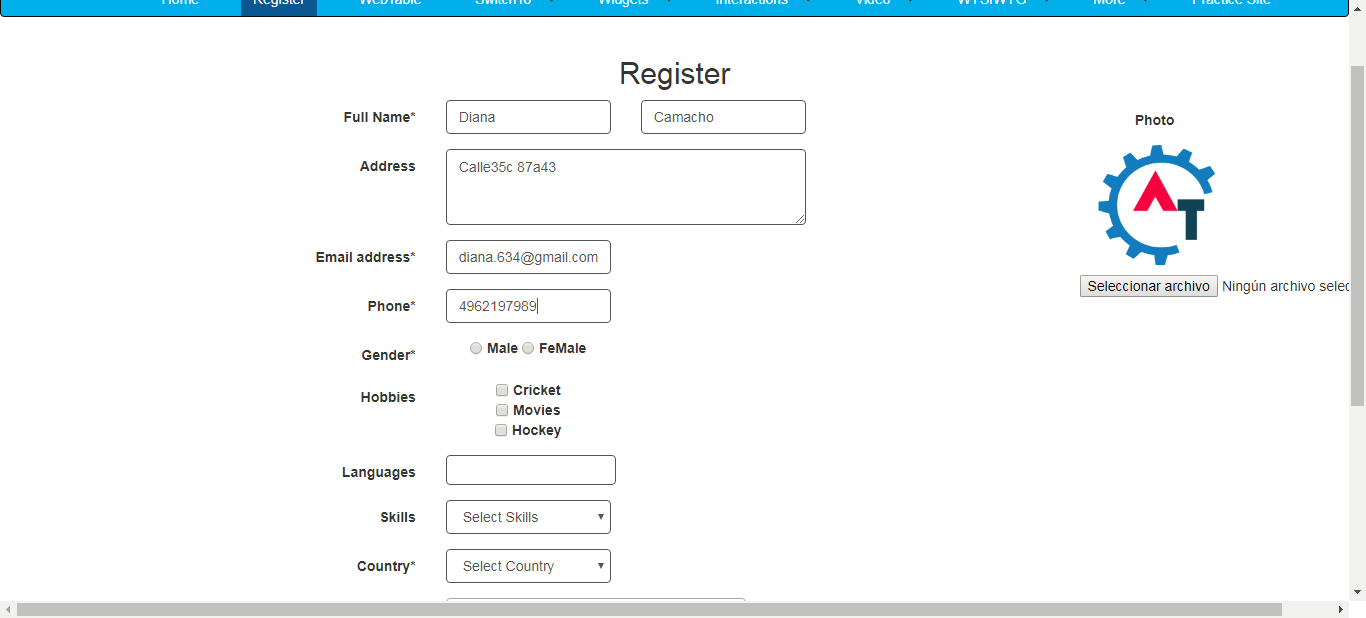 Home Register WebTable SwitchTo Widgets Interactions Video WYSIWYG More Practice Site
Register
Full Name* Diana Camacho
Photo
Address Calle35c 87a43
AT
Email address* diana.634@gmail.com
Seleccionar archivo Ningún archivo selec
Phone* 4962197989
Gender* Male FeMale
Hobbies Cricket
Movies
Hockey
Languages
Skills Select Skills
Country* Select Country